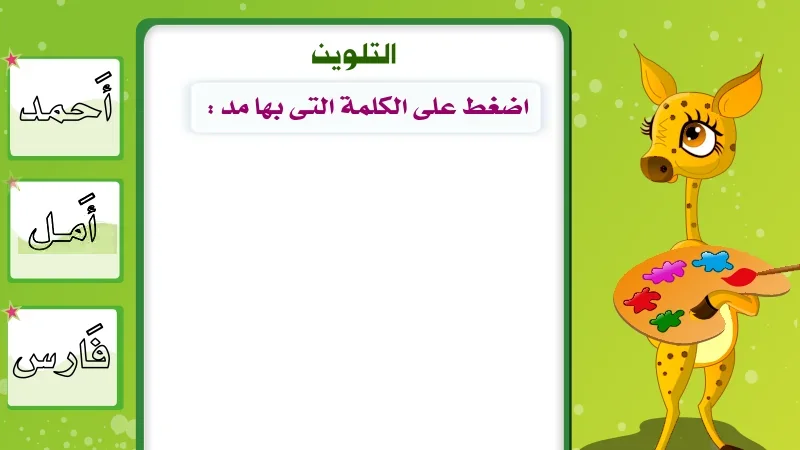 التلوين
اضغط على الكلمة التى بها مد :
أَحمد
أَمـل
فَارس